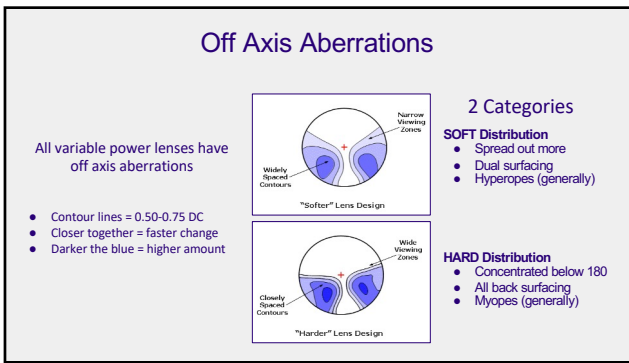 Off Axis Aberrations
All variable power lenses have
off axis aberrations
● Contour lines = 0.50-0.75 DC
● Closer together = faster change
● Darker the blue = higher amount
Narrow
Viewing
Zones
Widely
Spaced
Contours
"Softer" Lens Design
Wide
Viewing
Zones
Closely
Spaced
Contours
"Harder" Lens Design
2 Categories
SOFT Distribution
● Spread out more
● Dual surfacing
● Hyperopes (generally)
HARD Distribution
● Concentrated below 180
● All back surfacing
● Myopes (generally)